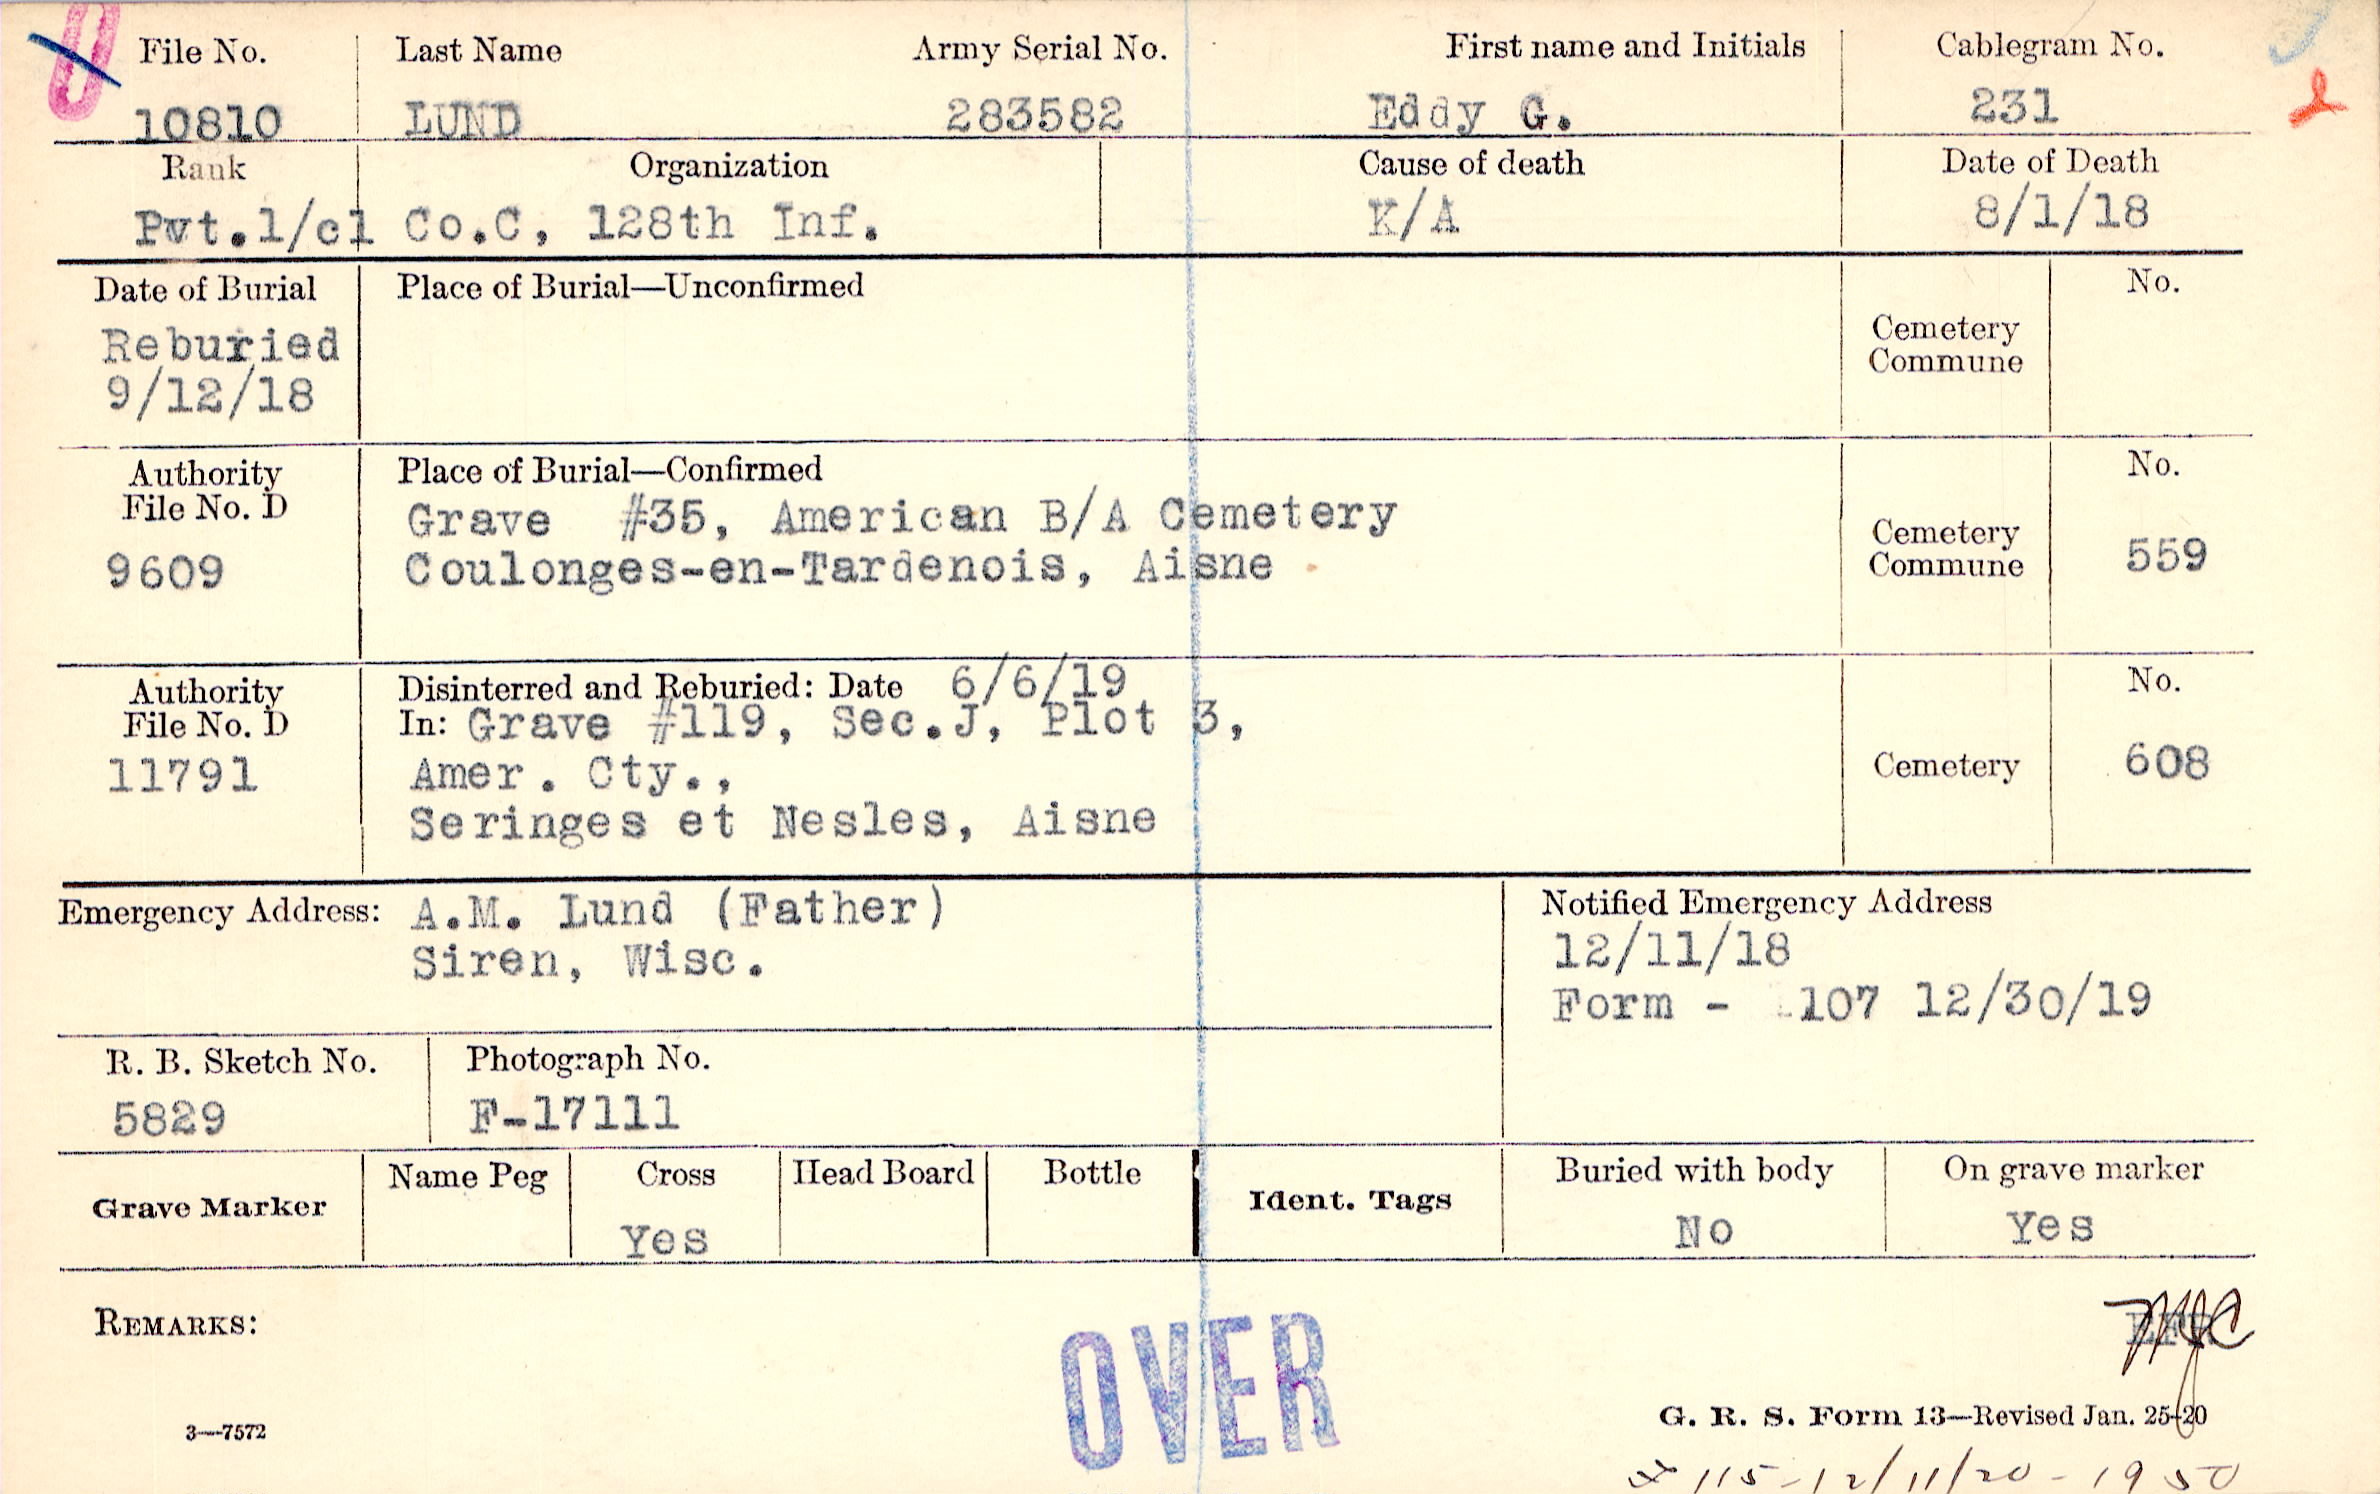 File No. Last Name Army Serial No. First name and Initials Cablegram No.
10810 LUND 283582 Eddy G. 231
Rank Organization Cause of death Date of Death
Pvt.1/cl Co.C, 128th Inf. K/A 8/1/18
Date of Burial Place of Burial—Unconfirmed No.
Reburied
9/12/18
Cemetery
Commune
Authority Place of Burial—Confirmed No.
File No. D
Grave #35, American B/A Cemetery
9609 Coulonges-en-Tardenois, Aisne
Cemetery
Commune 559
Authority Disinterred and Reburied: Date 6/6/19 No.
File No. D In: Grave #119, Sec.J, Plot 3,
11791 Amer. Cty., Cemetery 608
Seringes et Nesles, Aisne
Emergency Address: A.M. Lund (Father)
Siren, Wisc.
Notified Emergency Address
12/11/18
Form - 107 12/30/19
R. B. Sketch No. Photograph No.
5829 F-17111
Grave Marker Name Peg Cross Head Board Bottle Ident. Tags Buried with body On grave marker
Yes No Yes
REMARKS:
OVER
3—7572
G. R. S. Form 13—Revised Jan. 25-20
115-12/11/20-1950